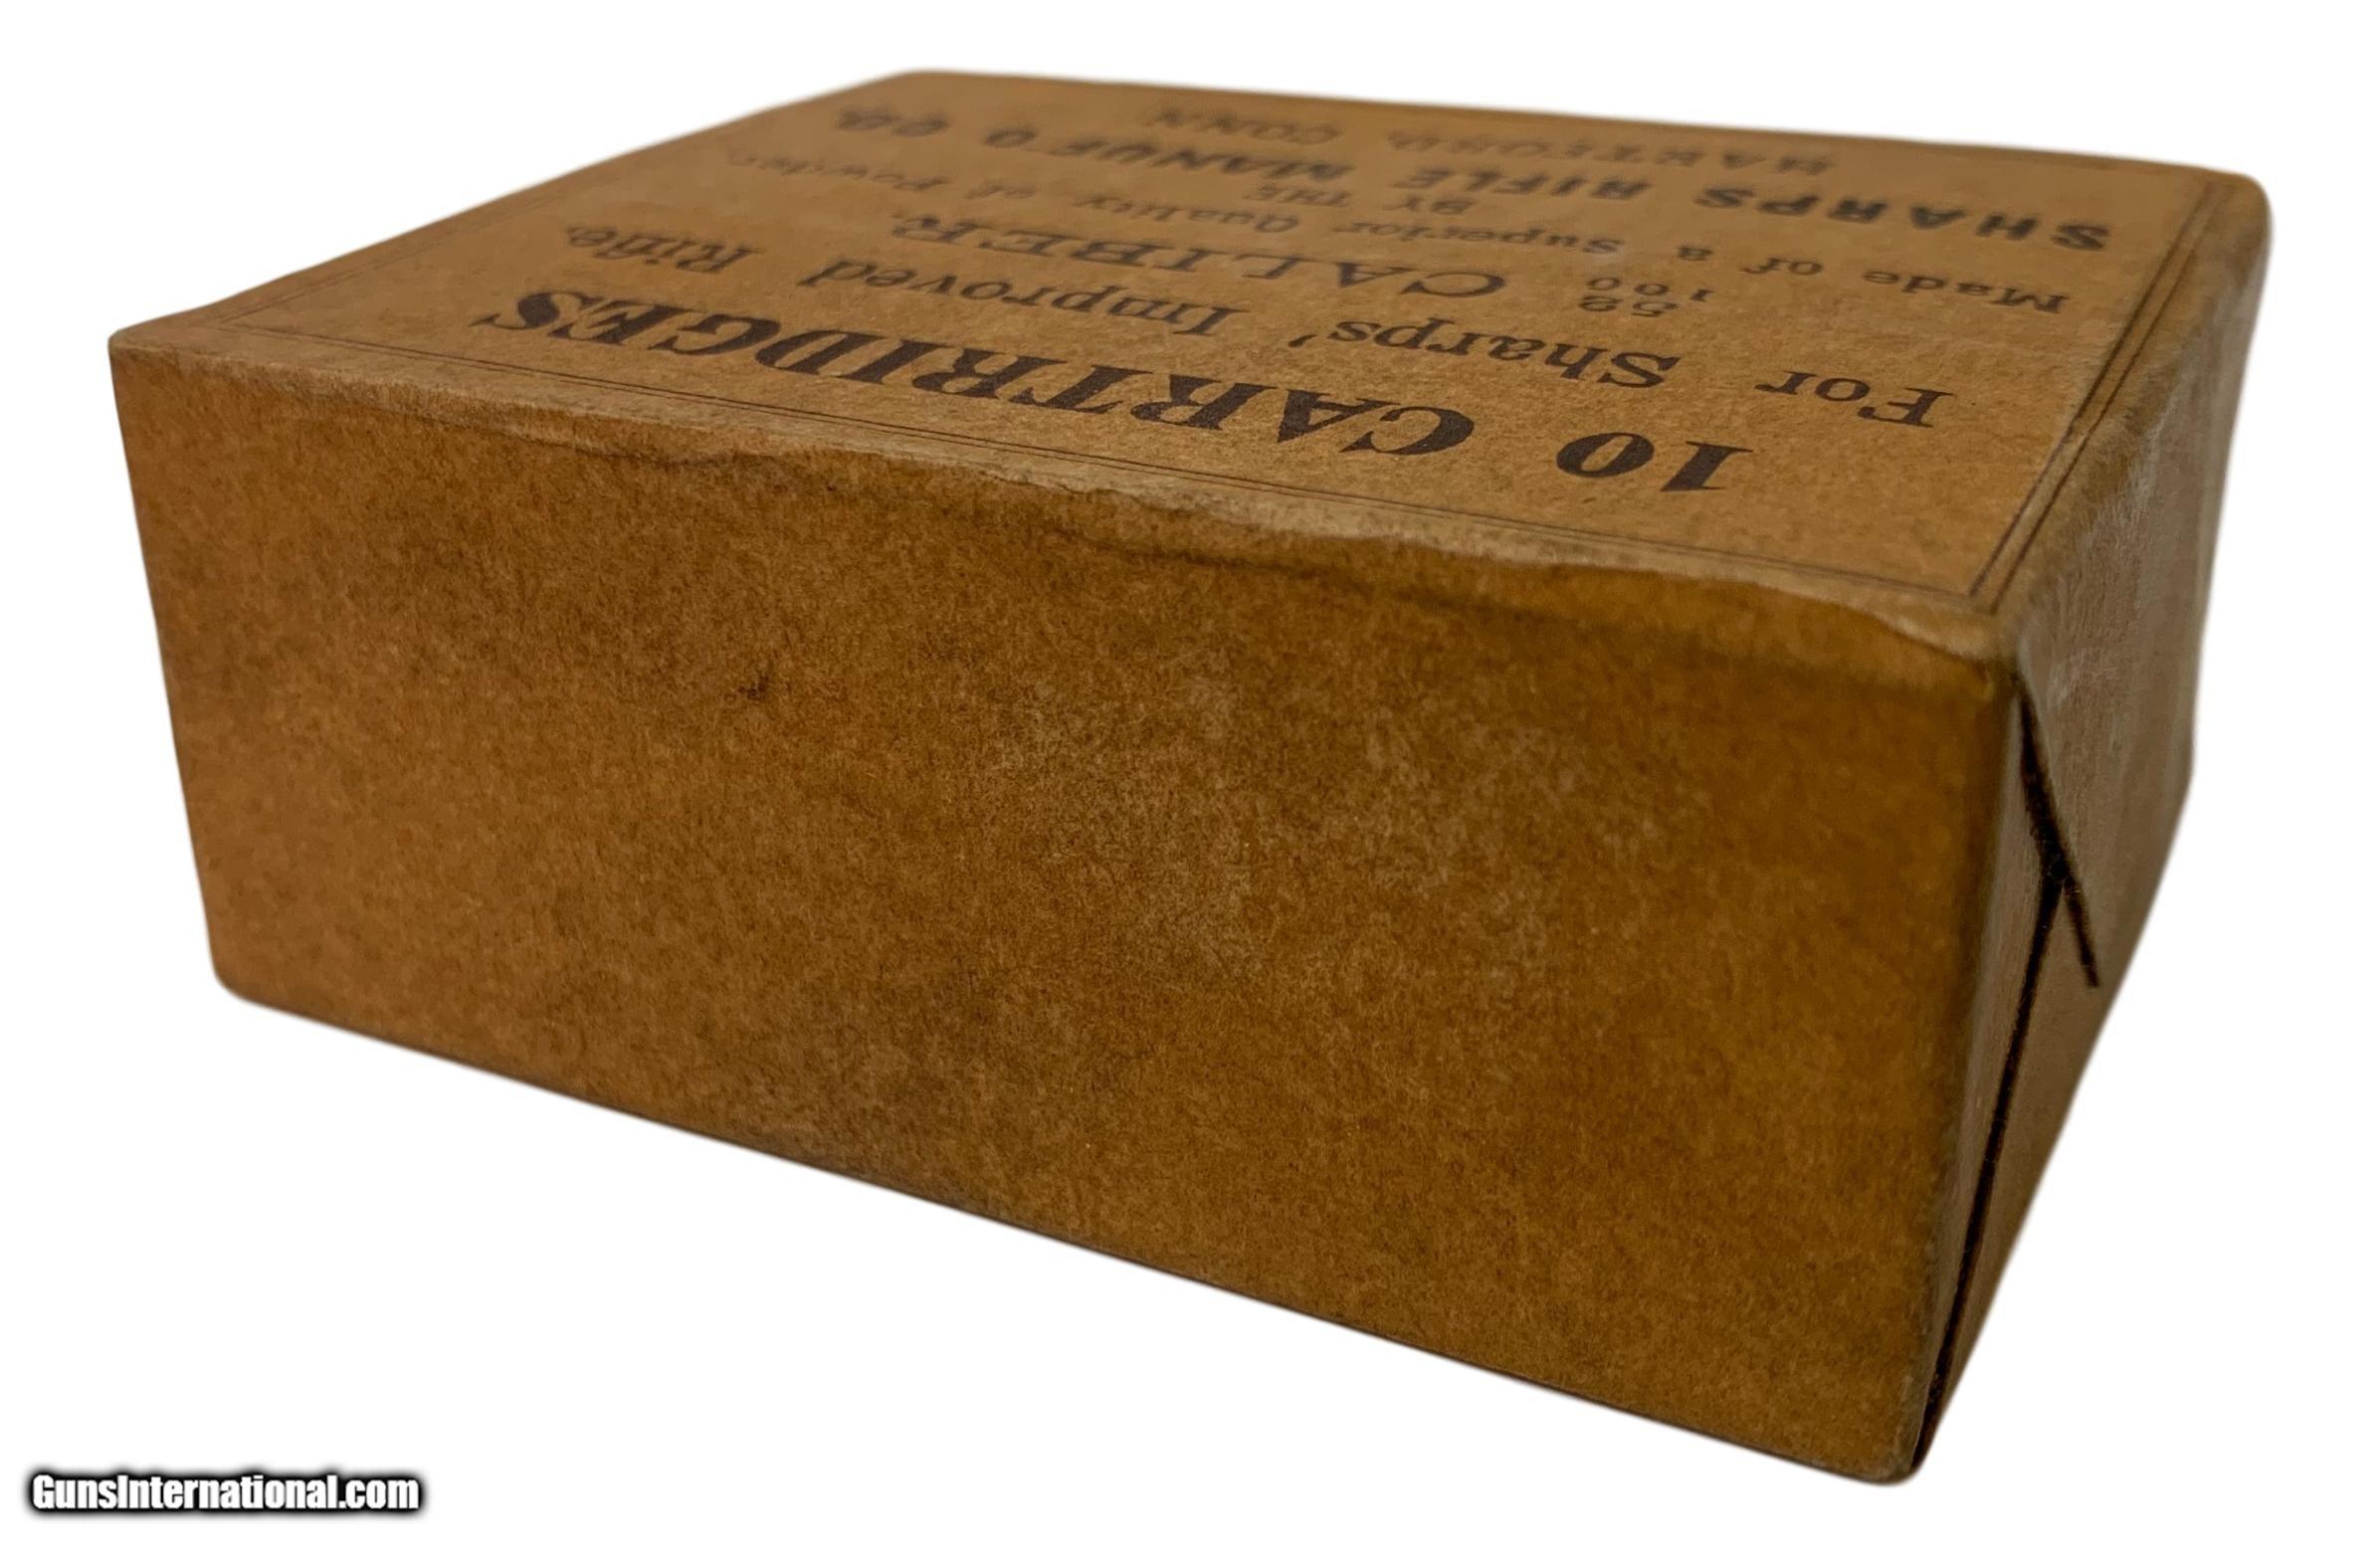 10 CARTRIDGES
For Sharps' Improved Rifle.
52
100 CALIBER.
Made of a Superior Quality of Powder,
BY THE
SHARPS RIFLE MANUF'G CO.
HARTFORD, CONN
GunsInternational.com